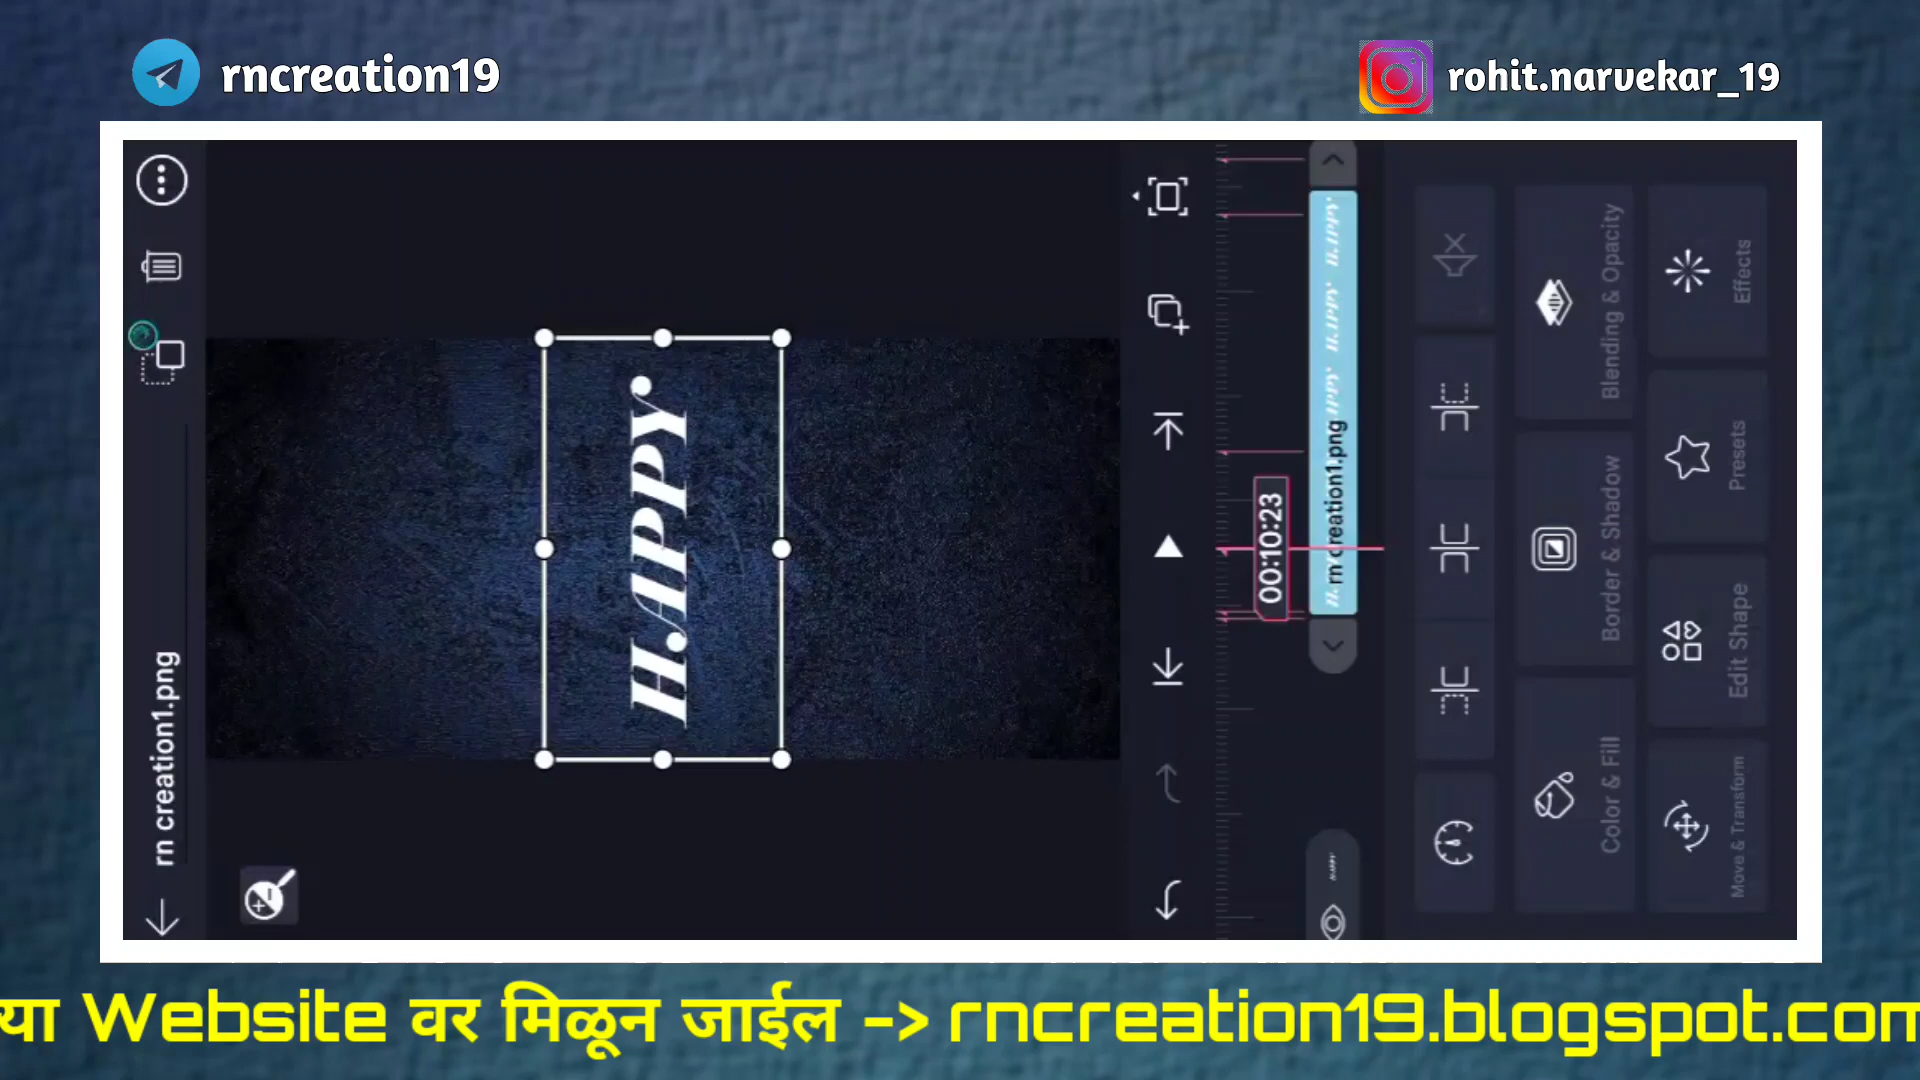 rncreation19
rohit.narvekar_19
rn creation1.png
H.APPY
00:10:23
rn creation1.png
Blending & Opacity
Border & Shadow
Color & Fill
Effects
Presets
Edit Shape
Move & Transform
या Website वर मिळून जाईल -> rncreation19.blogspot.com